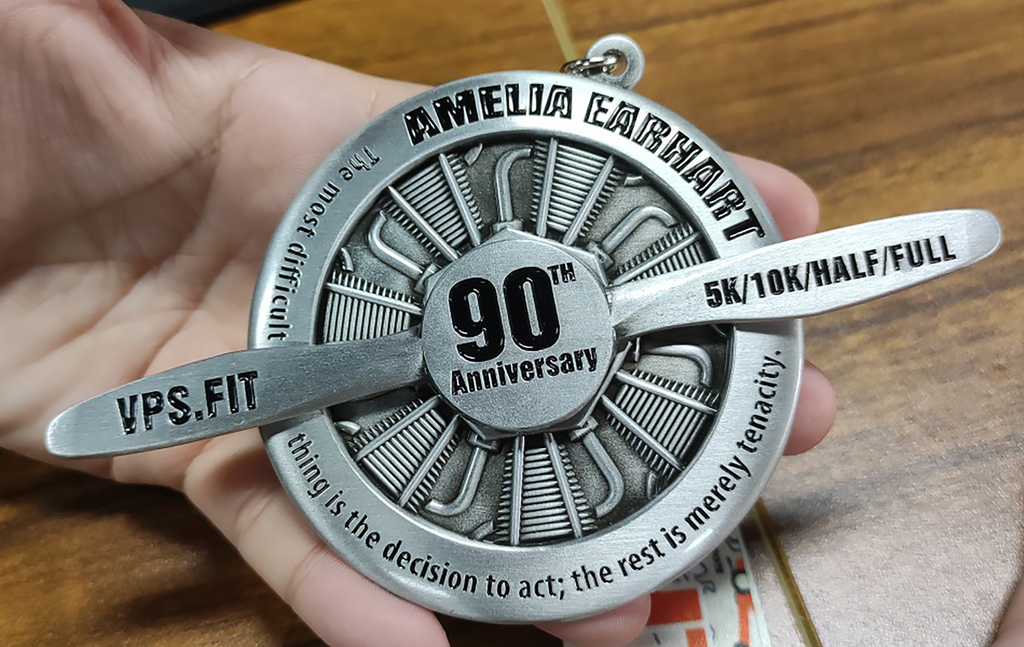 AMELIA EARHART
The most difficult
thing is the decision to act; the rest is merely tenacity.
90TH
Anniversary
VPS.FIT
5K/10K/HALF/FULL